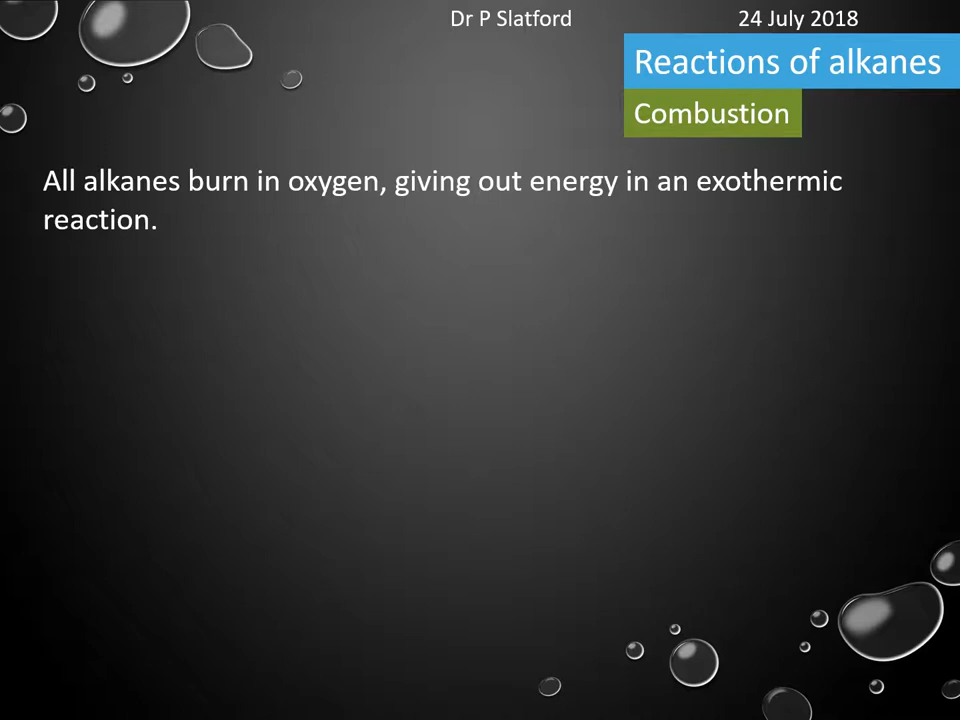 Dr P Slatford 24 July 2018
Reactions of alkanes
Combustion
All alkanes burn in oxygen, giving out energy in an exothermic
reaction.